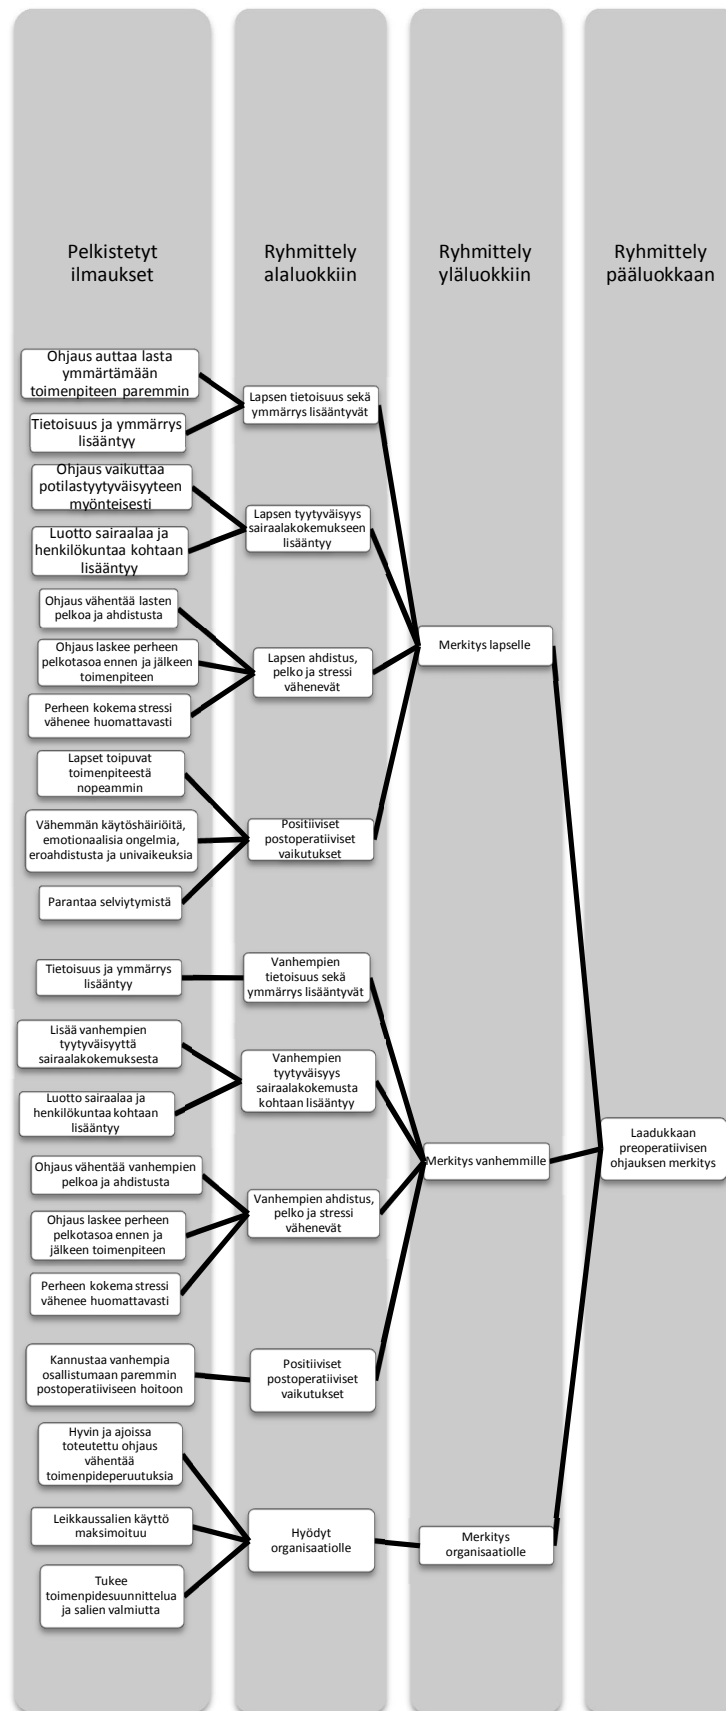 Pelkistetyt
ilmaukset
Ryhmittely
alaluokkiin
Ryhmittely
yläluokkiin
Ryhmittely
pääluokkaan
Ohjaus auttaa lasta
ymmärtämään
toimenpiteen paremmin
Tietoisuus ja ymmärrys
lisääntyy
Ohjaus vaikuttaa
potilastyytyväisyyteen
myönteisesti
Luotto sairaalaa ja
henkilökuntaa kohtaan
lisääntyy
Ohjaus vähentää lasten
pelkoa ja ahdistusta
Ohjaus laskee perheen
pelkotasoa ennen ja jälkeen
toimenpiteen
Perheen kokema stressi
vähenee huomattavasti
Lapset toipuvat
toimenpiteestä
nopeammin
Vähemmän käytöshäiriöitä,
emotionaalisia ongelmia,
eroahdistusta ja univaikeuksia
Parantaa selviytymistä
Tietoisuus ja ymmärrys
lisääntyy
Lisää vanhempien
tyytyväisyyttä
sairaalakokemuksesta
Luotto sairaalaa ja
henkilökuntaa kohtaan
lisääntyy
Ohjaus vähentää vanhempien
pelkoa ja ahdistusta
Ohjaus laskee perheen
pelkotasoa ennen ja
jälkeen toimenpiteen
Perheen kokema stressi
vähenee huomattavasti
Kannustaa vanhempia
osallistumaan paremmin
postoperatiiviseen hoitoon
Hyvin ja ajoissa
toteutettu ohjaus
vähentää
toimenpideperuutuksia
Leikkaussalien käyttö
maksimoituu
Tukee
toimenpidesuunnittelua
ja salien valmiutta
Lapsen tietoisuus sekä
ymmärrys lisääntyvät
Lapsen tyytyväisyys
sairaalakokemukseen
lisääntyy
Lapsen ahdistus,
pelko ja stressi
vähenevät
Positiiviset
postoperatiiviset
vaikutukset
Vanhempien
tietoisuus sekä
ymmärrys lisääntyvät
Vanhempien
tyytyväisyys
sairaalakokemusta
kohtaan lisääntyy
Vanhempien ahdistus,
pelko ja stressi
vähenevät
Positiiviset
postoperatiiviset
vaikutukset
Hyödyt
organisaatiolle
Merkitys lapselle
Merkitys vanhemmille
Merkitys
organisaatiolle
Laadukkaan
preoperatiivisen
ohjauksen merkitys